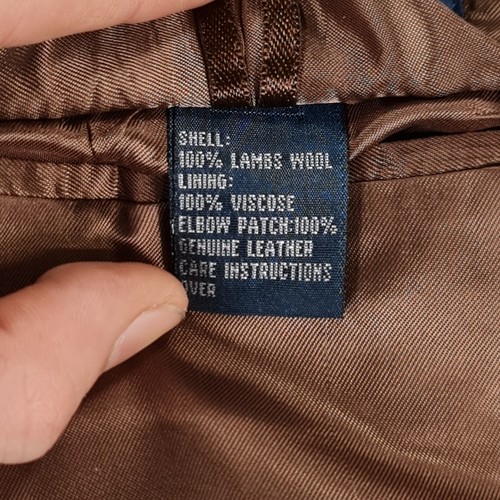 SHELL:
100% LAMBS WOOL
LINING:
100% VISCOSE
ELBOW PATCH:100%
GENUINE LEATHER
CARE INSTRUCTIONS
OVER